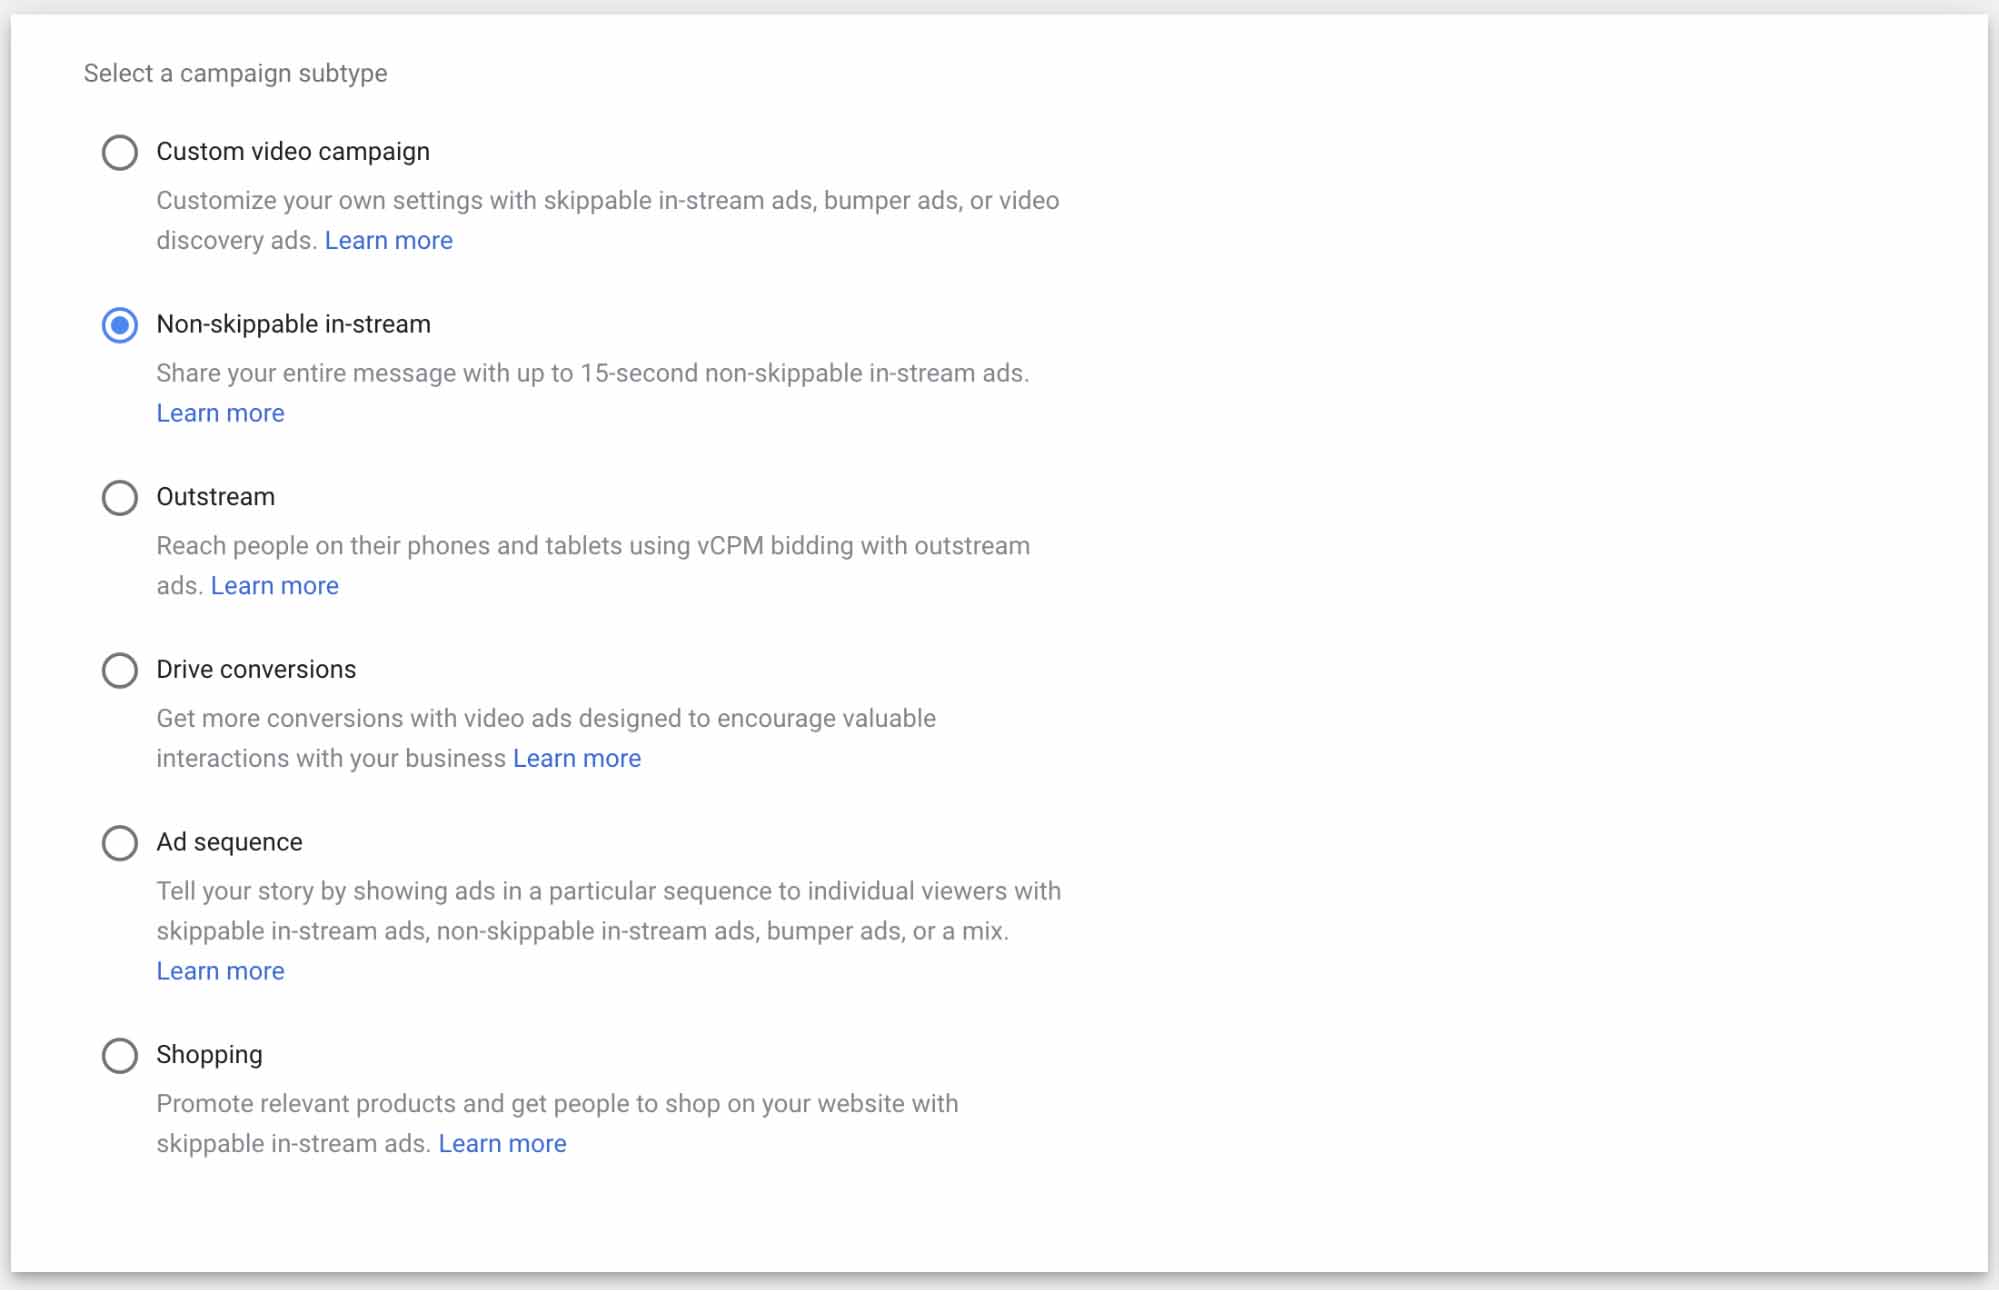 Select a campaign subtype
Custom video campaign
Customize your own settings with skippable in-stream ads, bumper ads, or video
discovery ads. Learn more
Non-skippable in-stream
Share your entire message with up to 15-second non-skippable in-stream ads.
Learn more
Outstream
Reach people on their phones and tablets using vCPM bidding with outstream
ads. Learn more
Drive conversions
Get more conversions with video ads designed to encourage valuable
interactions with your business Learn more
Ad sequence
Tell your story by showing ads in a particular sequence to individual viewers with
skippable in-stream ads, non-skippable in-stream ads, bumper ads, or a mix.
Learn more
Shopping
Promote relevant products and get people to shop on your website with
skippable in-stream ads. Learn more